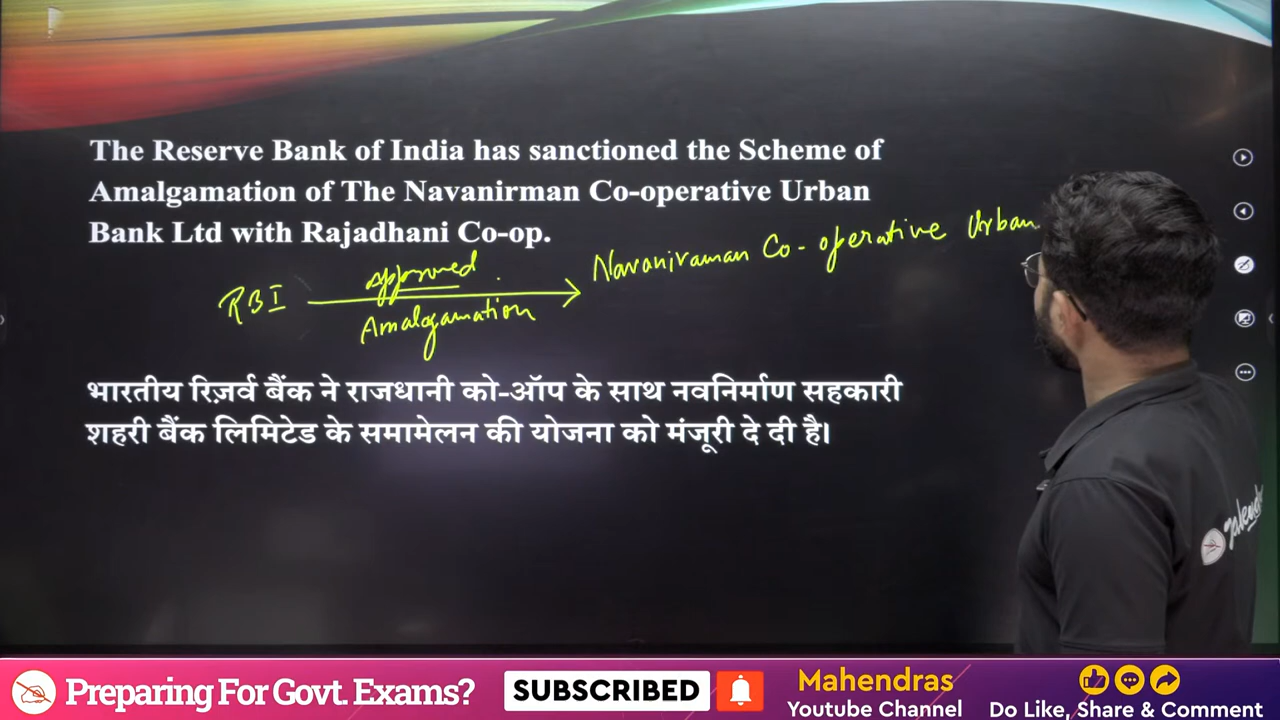 The Reserve Bank of India has sanctioned the Scheme of
Amalgamation of The Navanirman Co-operative Urban
Bank Ltd with Rajadhani Co-op.
RBI approved Amalgamation Navaniraman Co-operative Urban
भारतीय रिज़र्व बैंक ने राजधानी को-ऑप के साथ नवनिर्माण सहकारी
शहरी बैंक लिमिटेड के समामेलन की योजना को मंजूरी दे दी है।
Preparing For Govt. Exams?
SUBSCRIBED
Mahendras
Youtube Channel
Do Like, Share & Comment